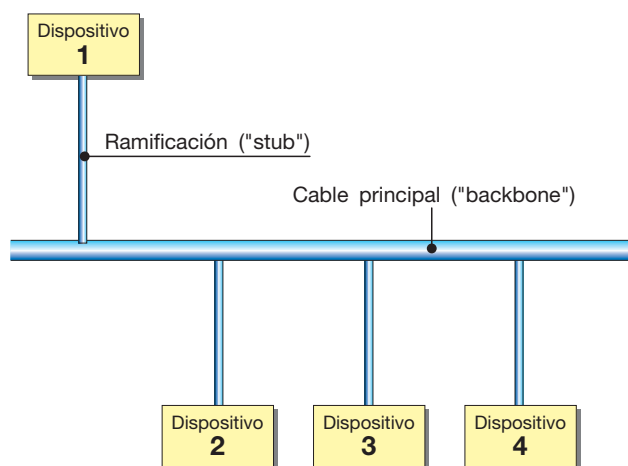 Dispositivo
1
Ramificación ("stub")
Cable principal ("backbone")
Dispositivo
2
Dispositivo
3
Dispositivo
4